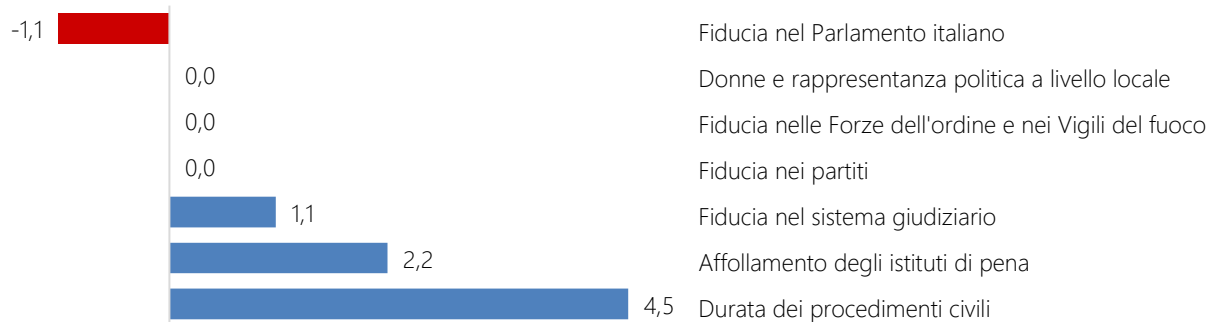 -1,1 Fiducia nel Parlamento italiano
0,0 Donne e rappresentanza politica a livello locale
0,0 Fiducia nelle Forze dell'ordine e nei Vigili del fuoco
0,0 Fiducia nei partiti
1,1 Fiducia nel sistema giudiziario
2,2 Affollamento degli istituti di pena
4,5 Durata dei procedimenti civili